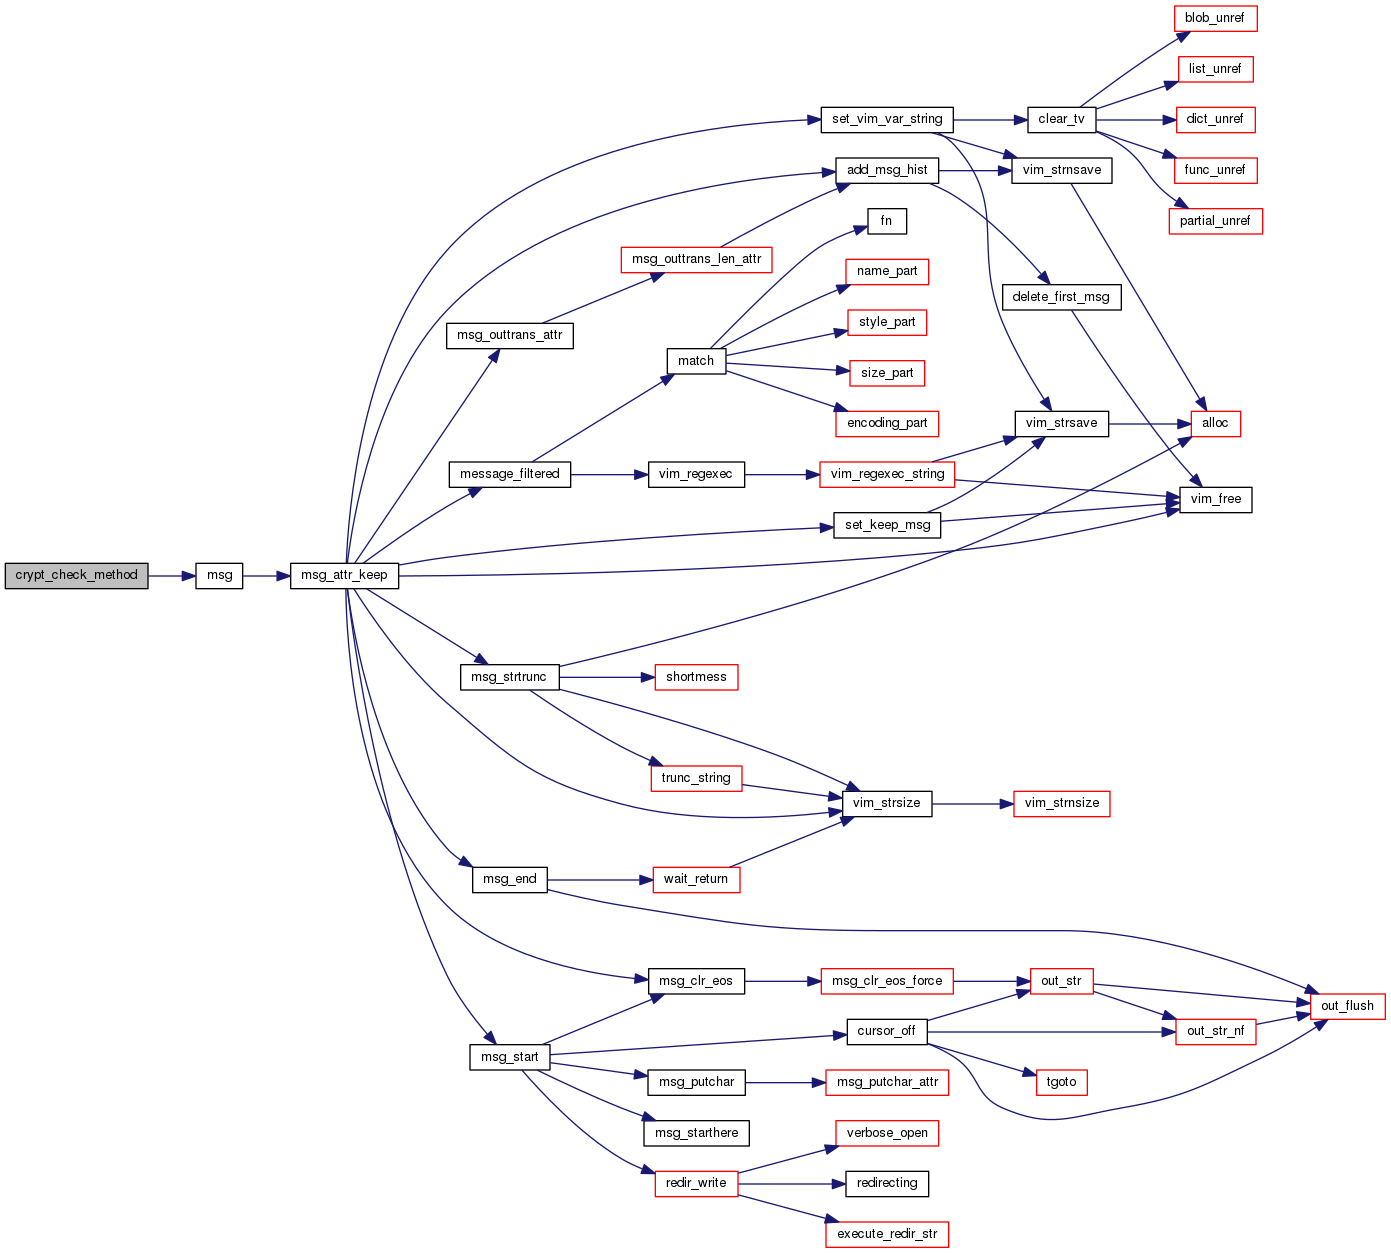 blob_unref
list_unref
set_vim_var_string
clear_tv
dict_unref
add_msg_hist
vim_strnsave
func_unref
fn
partial_unref
msg_outtrans_len_attr
name_part
delete_first_msg
msg_outtrans_attr
style_part
match
size_part
encoding_part
vim_strsave
alloc
message_filtered
vim_regexec
vim_regexec_string
vim_free
set_keep_msg
crypt_check_method
msg
msg_attr_keep
msg_strtrunc
shortmess
trunc_string
vim_strsize
vim_strnsize
msg_end
wait_return
msg_clr_eos
msg_clr_eos_force
out_str
out_flush
cursor_off
out_str_nf
msg_start
msg_putchar
msg_putchar_attr
tgoto
msg_starthere
verbose_open
redir_write
redirecting
execute_redir_str